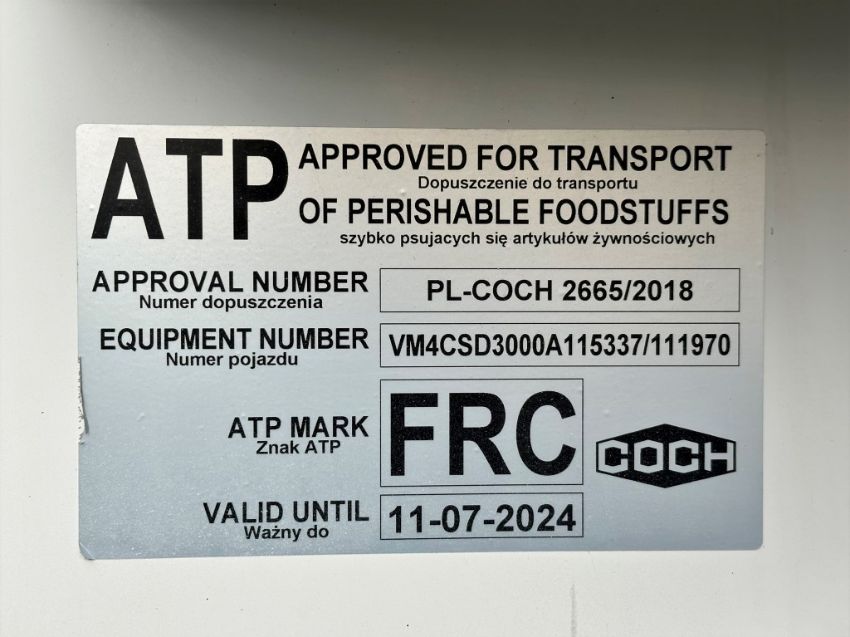 ATP
APPROVED FOR TRANSPORT
Dopuszczenie do transportu
OF PERISHABLE FOODSTUFFS
szybko psujacych się artykułów żywnościowych
APPROVAL NUMBER
Numer dopuszczenia
PL-COCH 2665/2018
EQUIPMENT NUMBER
Numer pojazdu
VM4CSD3000A115337/111970
ATP MARK
Znak ATP
FRC
COCH
VALID UNTIL
Ważny do
11-07-2024